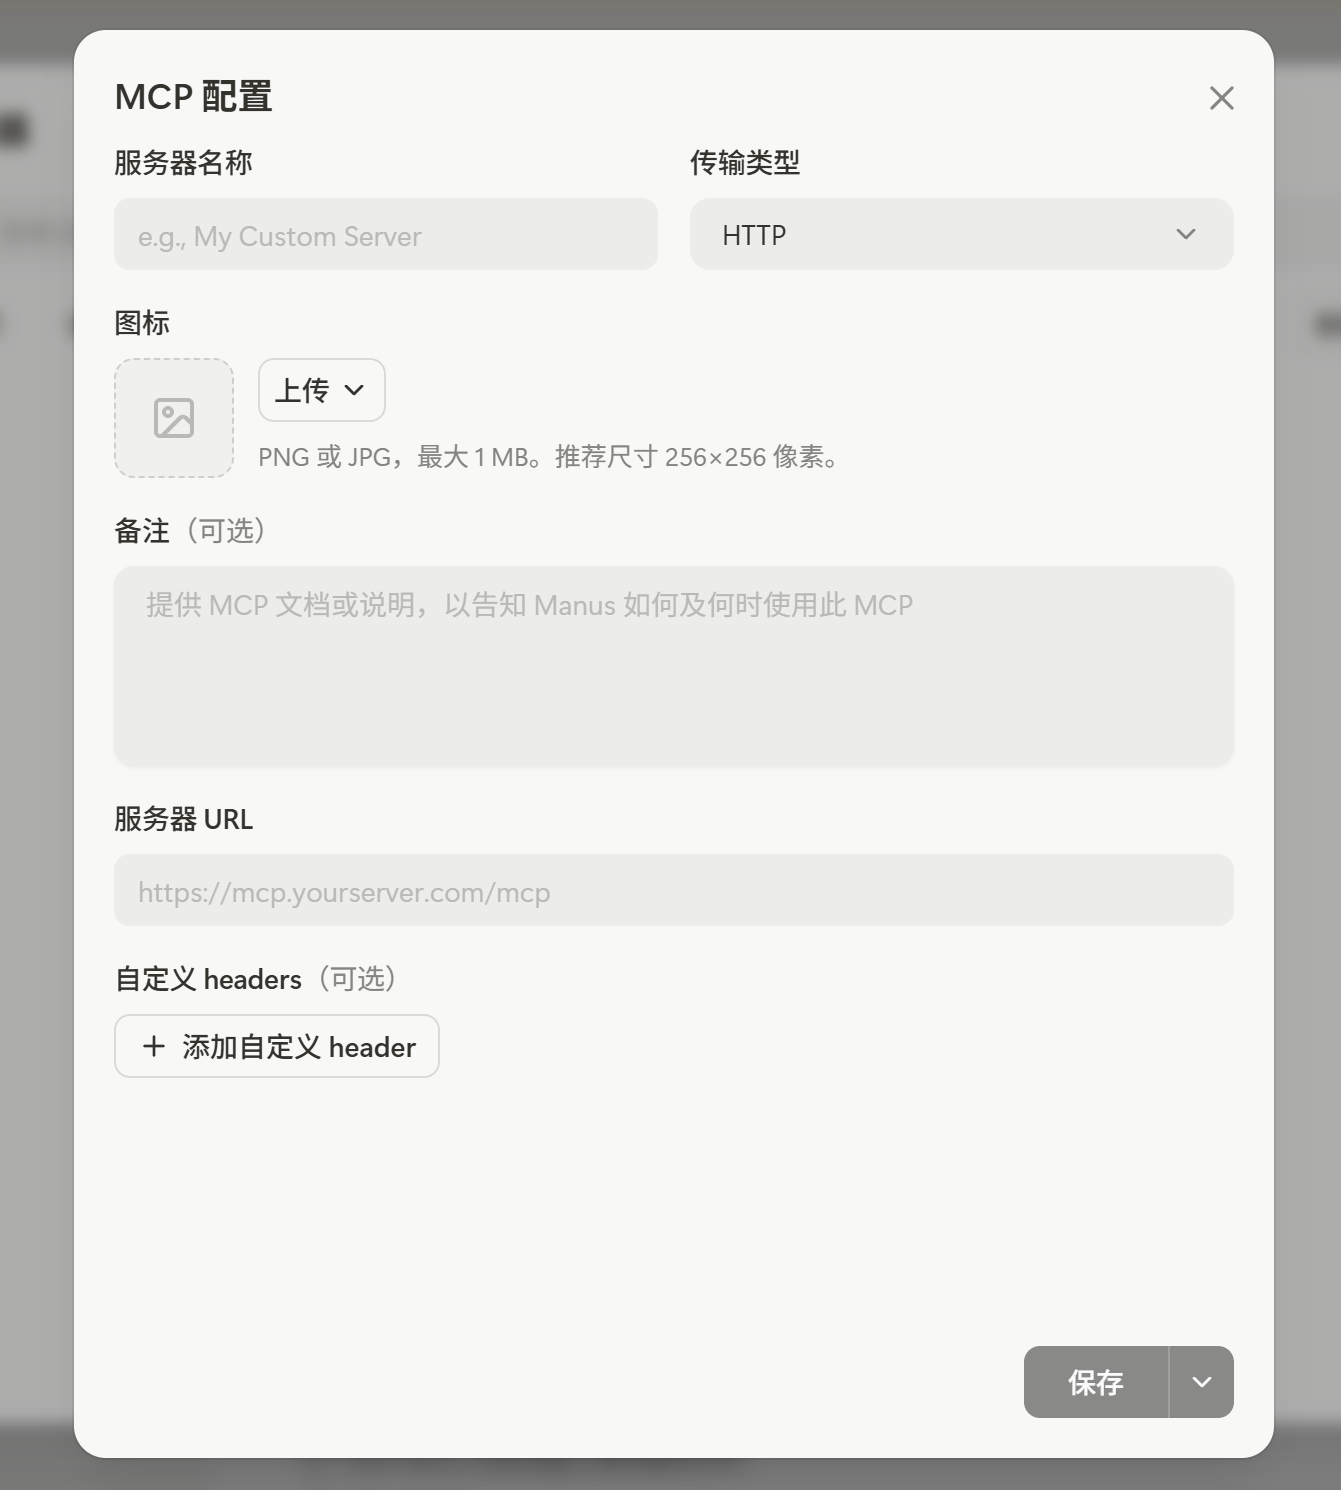 MCP 配置
服务器名称
传输类型
e.g., My Custom Server
HTTP
图标
上传
PNG 或 JPG，最大 1 MB。推荐尺寸 256×256 像素。
备注（可选）
提供 MCP 文档或说明，以告知 Manus 如何及何时使用此 MCP
服务器 URL
https://mcp.yourserver.com/mcp
自定义 headers（可选）
添加自定义 header
保存